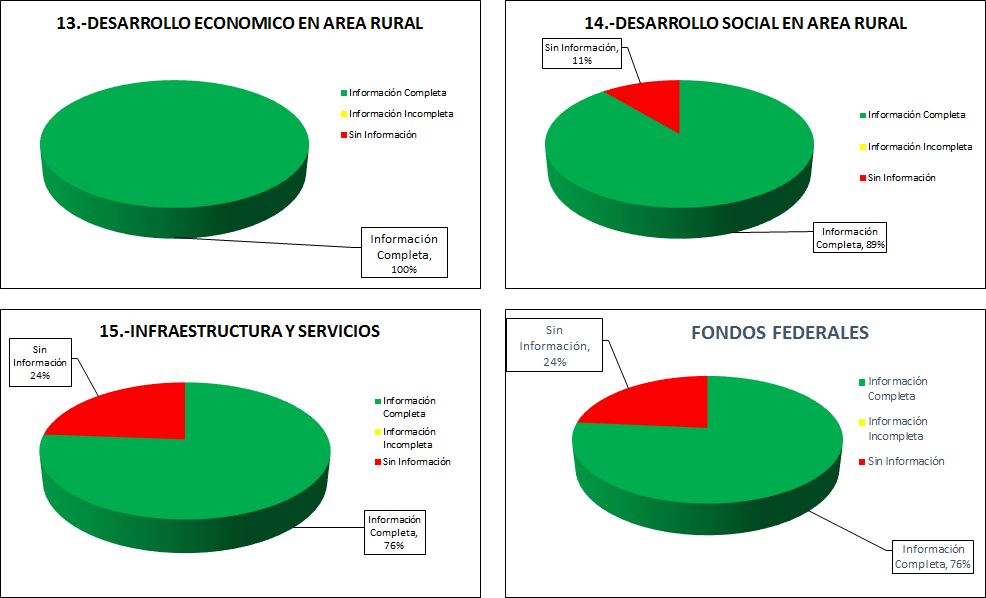 13.-DESARROLLO ECONOMICO EN AREA RURAL
Información Completa
Información Incompleta
Sin Información
Información
Completa,
100%
14.-DESARROLLO SOCIAL EN AREA RURAL
Sin Información,
11%
Información Completa
Información Incompleta
Sin Información
Información
Completa, 89%
15.-INFRAESTRUCTURA Y SERVICIOS
Sin
Información
24%
Información
Completa
Información
Incompleta
Sin Información
Información
Completa,
76%
FONDOS FEDERALES
Sin
Información,
24%
Información
Completa
Información
Incompleta
Sin Información
Información
Completa, 76%